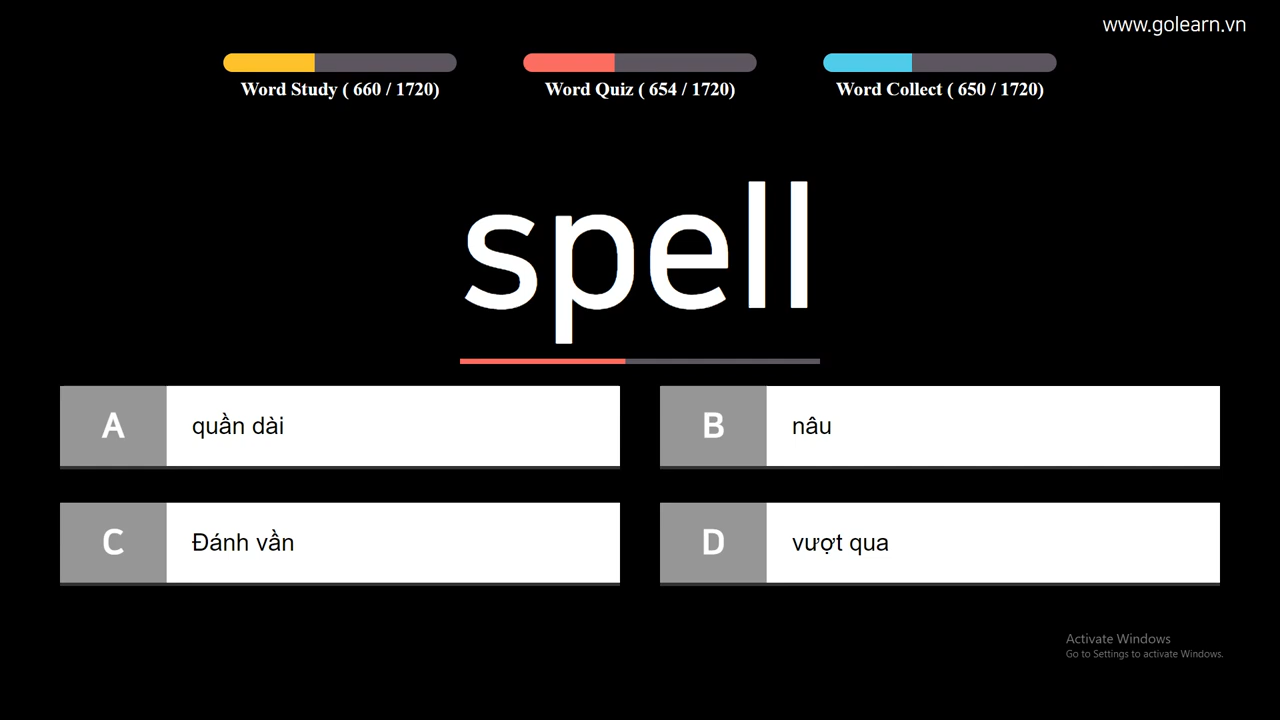 www.golearn.vn
Word Study ( 660 / 1720)
Word Quiz ( 654 / 1720)
Word Collect ( 650 / 1720)
spell
A
quần dài
B
nâu
C
Đánh vần
D
vượt qua
Activate Windows
Go to Settings to activate Windows.